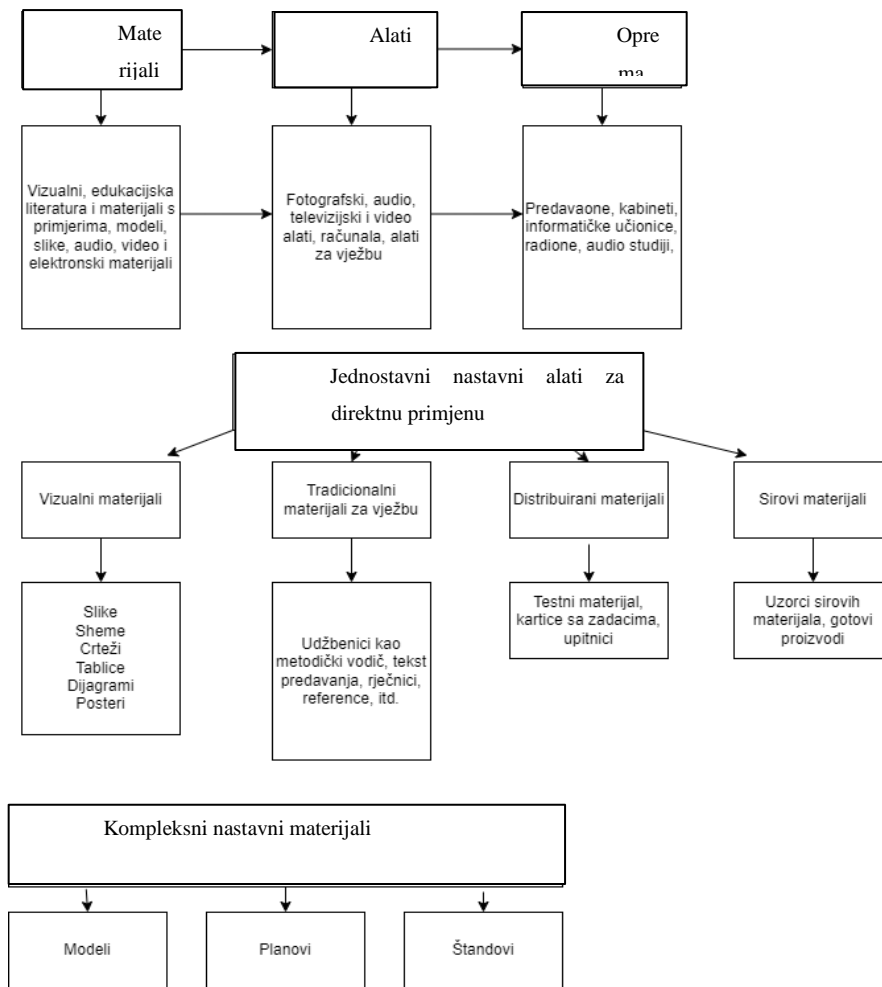 Mate
rijali
Alati
Opre
ma
Vizualni, edukacijska
literatura i materijali s
primjerima, modeli,
slike, audio, video i
elektronski materijali
Fotografski, audio,
televizijski i video
alati, računala, alati
za vježbu
Predavaone, kabineti,
informatičke učionice,
radione, audio studiji,
Jednostavni nastavni alati za
direktnu primjenu
Vizualni materijali
Tradicionalni
materijali za vježbu
Distribuirani materijali
Sirovi materijali
Slike
Sheme
Crteži
Tablice
Dijagrami
Posteri
Udžbenici kao
metodički vodič, tekst
predavanja, rječnici,
reference, itd.
Testni materijal,
kartice sa zadacima,
upitnici
Uzorci sirovih
materijala, gotovi
proizvodi
Kompleksni nastavni materijali
Modeli
Planovi
Štandovi